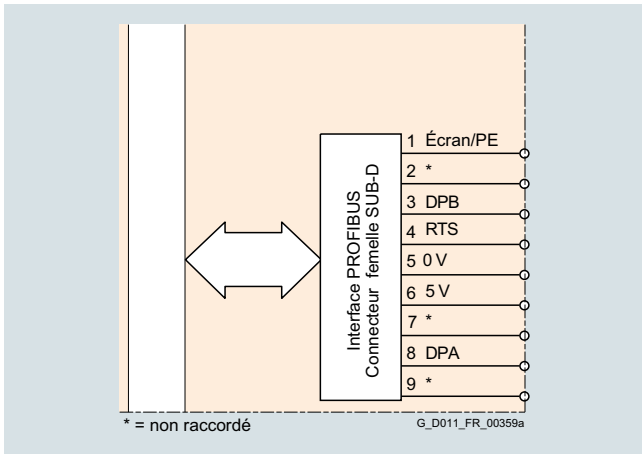 Interface PROFIBUS
Connecteur femelle SUB-D
1 Écran/PE
2 *
3 DPB
4 RTS
5 0 V
6 5 V
7 *
8 DPA
9 *
* = non raccordé
G_D011_FR_00359a